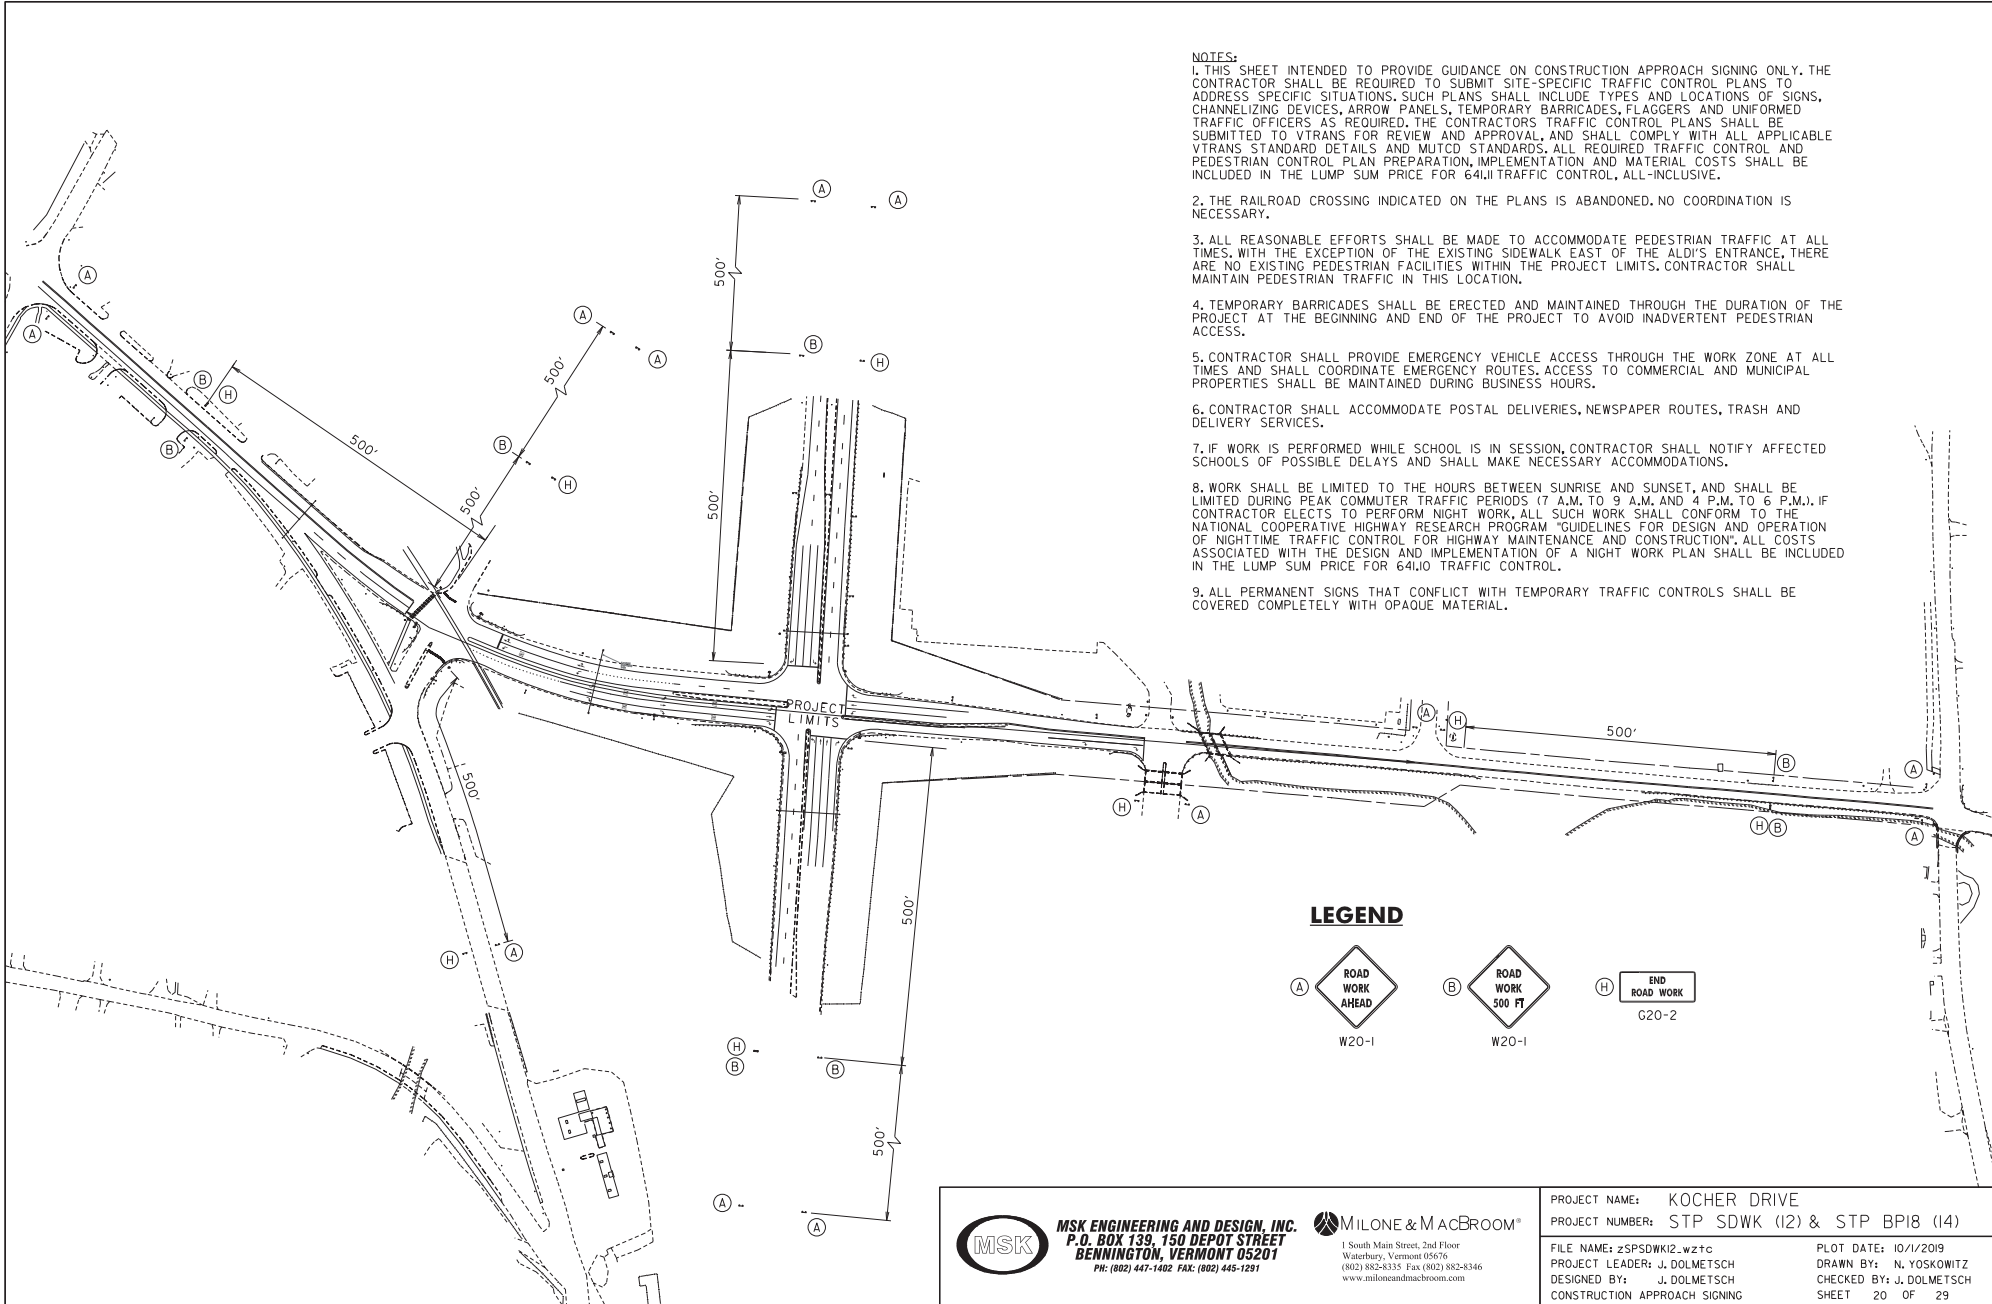 NOTES:
1. THIS SHEET INTENDED TO PROVIDE GUIDANCE ON CONSTRUCTION APPROACH SIGNING ONLY. THE
CONTRACTOR SHALL BE REQUIRED TO SUBMIT SITE-SPECIFIC TRAFFIC CONTROL PLANS TO
ADDRESS SPECIFIC SITUATIONS. SUCH PLANS SHALL INCLUDE TYPES AND LOCATIONS OF SIGNS,
CHANNELIZING DEVICES, ARROW PANELS, TEMPORARY BARRICADES, FLAGGERS AND UNIFORMED
TRAFFIC OFFICERS AS REQUIRED. THE CONTRACTORS TRAFFIC CONTROL PLANS SHALL BE
SUBMITTED TO VTRANS FOR REVIEW AND APPROVAL, AND SHALL COMPLY WITH ALL APPLICABLE
VTRANS STANDARD DETAILS AND MUTCD STANDARDS. ALL REQUIRED TRAFFIC CONTROL AND
PEDESTRIAN CONTROL PLAN PREPARATION, IMPLEMENTATION AND MATERIAL COSTS SHALL BE
INCLUDED IN THE LUMP SUM PRICE FOR 641.11 TRAFFIC CONTROL, ALL-INCLUSIVE.
2. THE RAILROAD CROSSING INDICATED ON THE PLANS IS ABANDONED. NO COORDINATION IS
NECESSARY.
3. ALL REASONABLE EFFORTS SHALL BE MADE TO ACCOMMODATE PEDESTRIAN TRAFFIC AT ALL
TIMES. WITH THE EXCEPTION OF THE EXISTING SIDEWALK EAST OF THE ALDI'S ENTRANCE, THERE
ARE NO EXISTING PEDESTRIAN FACILITIES WITHIN THE PROJECT LIMITS. CONTRACTOR SHALL
MAINTAIN PEDESTRIAN TRAFFIC IN THIS LOCATION.
4. TEMPORARY BARRICADES SHALL BE ERECTED AND MAINTAINED THROUGH THE DURATION OF THE
PROJECT AT THE BEGINNING AND END OF THE PROJECT TO AVOID INADVERTENT PEDESTRIAN
ACCESS.
5. CONTRACTOR SHALL PROVIDE EMERGENCY VEHICLE ACCESS THROUGH THE WORK ZONE AT ALL
TIMES AND SHALL COORDINATE EMERGENCY ROUTES. ACCESS TO COMMERCIAL AND MUNICIPAL
PROPERTIES SHALL BE MAINTAINED DURING BUSINESS HOURS.
6. CONTRACTOR SHALL ACCOMMODATE POSTAL DELIVERIES, NEWSPAPER ROUTES, TRASH AND
DELIVERY SERVICES.
7. IF WORK IS PERFORMED WHILE SCHOOL IS IN SESSION, CONTRACTOR SHALL NOTIFY AFFECTED
SCHOOLS OF POSSIBLE DELAYS AND SHALL MAKE NECESSARY ACCOMMODATIONS.
8. WORK SHALL BE LIMITED TO THE HOURS BETWEEN SUNRISE AND SUNSET, AND SHALL BE
LIMITED DURING PEAK COMMUTER TRAFFIC PERIODS (7 A.M. TO 9 A.M. AND 4 P.M. TO 6 P.M.). IF
CONTRACTOR ELECTS TO PERFORM NIGHT WORK, ALL SUCH WORK SHALL CONFORM TO THE
NATIONAL COOPERATIVE HIGHWAY RESEARCH PROGRAM "GUIDELINES FOR DESIGN AND OPERATION
OF NIGHTTIME TRAFFIC CONTROL FOR HIGHWAY MAINTENANCE AND CONSTRUCTION". ALL COSTS
ASSOCIATED WITH THE DESIGN AND IMPLEMENTATION OF A NIGHT WORK PLAN SHALL BE INCLUDED
IN THE LUMP SUM PRICE FOR 641.10 TRAFFIC CONTROL.
9. ALL PERMANENT SIGNS THAT CONFLICT WITH TEMPORARY TRAFFIC CONTROLS SHALL BE
COVERED COMPLETELY WITH OPAQUE MATERIAL.
A
A
500'
A
A
A
A
500'
B
H
B
H
B
500'
500'
B
H
500'
500'
PROJECT
LIMITS
A
H
500'
B
A
H
A
H B
A
500'
H
A
500'
H
B
B
500'
A
A
LEGEND
A
ROAD
WORK
AHEAD
W20-1
B
ROAD
WORK
500 FT
W20-1
H
END
ROAD WORK
G20-2
MSK
MSK ENGINEERING AND DESIGN, INC.
P.O. BOX 139, 150 DEPOT STREET
BENNINGTON, VERMONT 05201
PH: (802) 447-1402 FAX: (802) 445-1291
MILONE & MACBROOM®
1 South Main Street, 2nd Floor
Waterbury, Vermont 05676
(802) 882-8335 Fax (802) 882-8346
www.miloneandmacbroom.com
PROJECT NAME: KOCHER DRIVE
PROJECT NUMBER: STP SDWK (12) & STP BP18 (14)
FILE NAME: zSPSDWK12_wztc
PLOT DATE: 10/1/2019
PROJECT LEADER: J. DOLMETSCH
DRAWN BY: N. YOSKOWITZ
DESIGNED BY: J. DOLMETSCH
CHECKED BY: J. DOLMETSCH
CONSTRUCTION APPROACH SIGNING
SHEET 20 OF 29